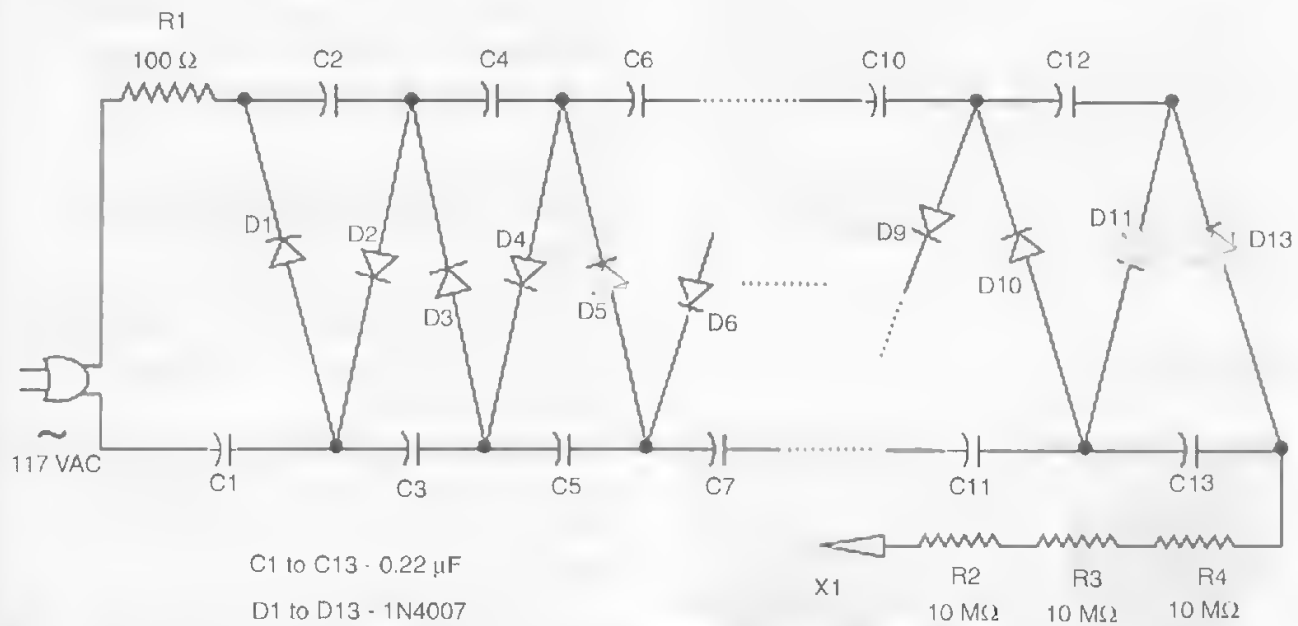 R1
100 Ω
C2
C4
C6
C10
C12
D1
D2
D3
D4
D5
D6
D9
D10
D11
D13
~
117 VAC
C1
C3
C5
C7
C11
C13
C1 to C13 - 0.22 µF
D1 to D13 - 1N4007
X1
R2
10 MΩ
R3
10 MΩ
R4
10 MΩ